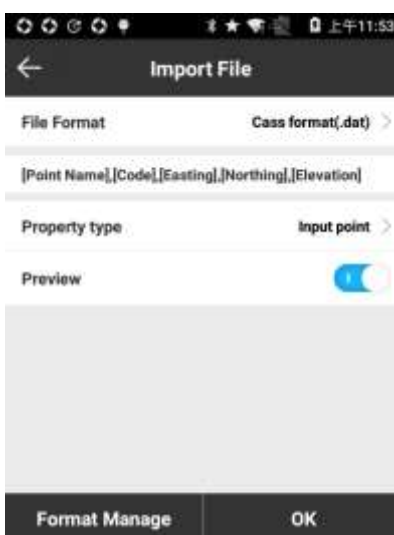 上午11:53
Import File
File Format Cass format(.dat)
[Point Name],[Code],[Easting],[Northing],[Elevation]
Property type Input point
Preview
Format Manage OK